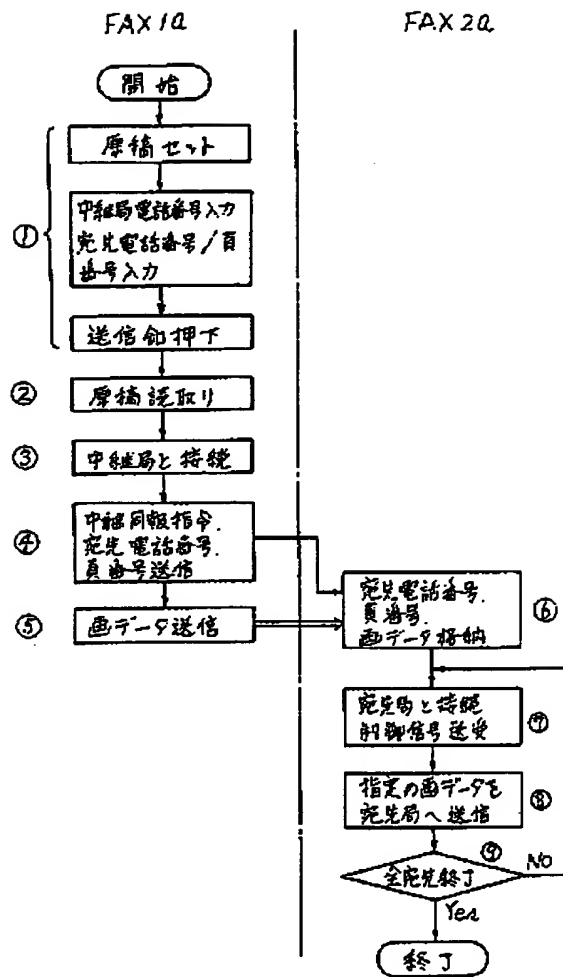 FAX1a
FAX2a
開始
原稿セット
①
中継局電話番号入力
宛先電話番号/頁
番号入力
送信釦押下
②
原稿読取り
③
中継局と接続
④
中継同報指令.
宛先電話番号.
頁番号送信
⑤
画データ送信
宛先電話番号.
頁番号.
画データ格納
⑥
宛先局と接続
制御信号送受
⑦
指定の画データを
宛先局へ送信
⑧
⑨
全宛先終了
NO
Yes
終了